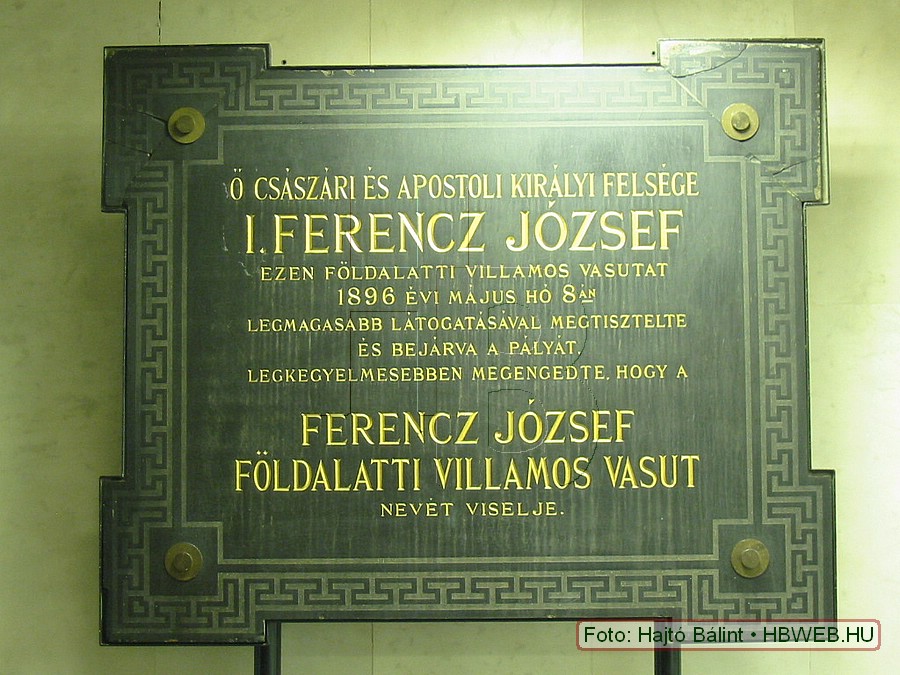 Ő CSÁSZÁRI ÉS APOSTOLI KIRÁLYI FELSÉGE
I. FERENCZ JÓZSEF
EZEN FÖLDALATTI VILLAMOS VASUTAT
1896 ÉVI MÁJUS HÓ 8ÁN
LEGMAGASABB LÁTOGATÁSÁVAL MEGTISZTELTE
ÉS BEJÁRVA A PÁLYÁT,
LEGKEGYELMESEBBEN MEGENGEDTE, HOGY A
FERENCZ JÓZSEF
FÖLDALATTI VILLAMOS VASUT
NEVÉT VISELJE.
Foto: Hajtó Bálint • HBWEB.HU